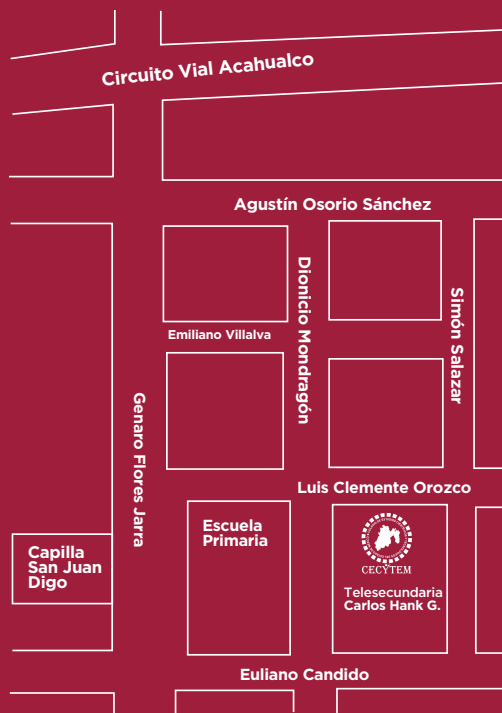 Circuito Vial Acahualco
Agustín Osorio Sánchez
Dionicio Mondragón
Simón Salazar
Emiliano Villalva
Genaro Flores Jarra
Luis Clemente Orozco
Escuela
Primaria
CECYTEM
Telesecundaria
Carlos Hank G.
Capilla
San Juan
Digo
Euliano Candido